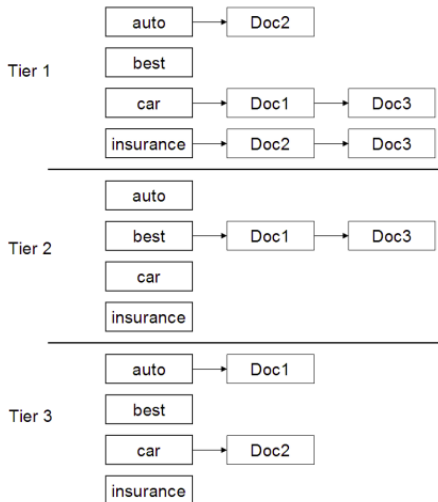 auto Doc2
Tier 1
best
car Doc1 Doc3
insurance Doc2 Doc3
auto
Tier 2
best Doc1 Doc3
car
insurance
auto Doc1
Tier 3
best
car Doc2
insurance